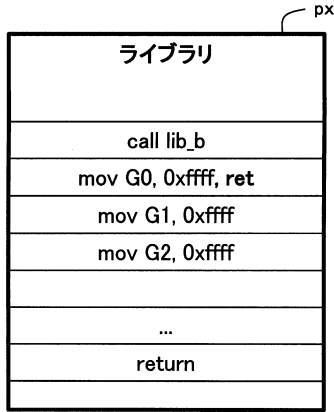 px
ライブラリ
call lib_b
mov G0, 0xffff, ret
mov G1, 0xffff
mov G2, 0xffff
...
return